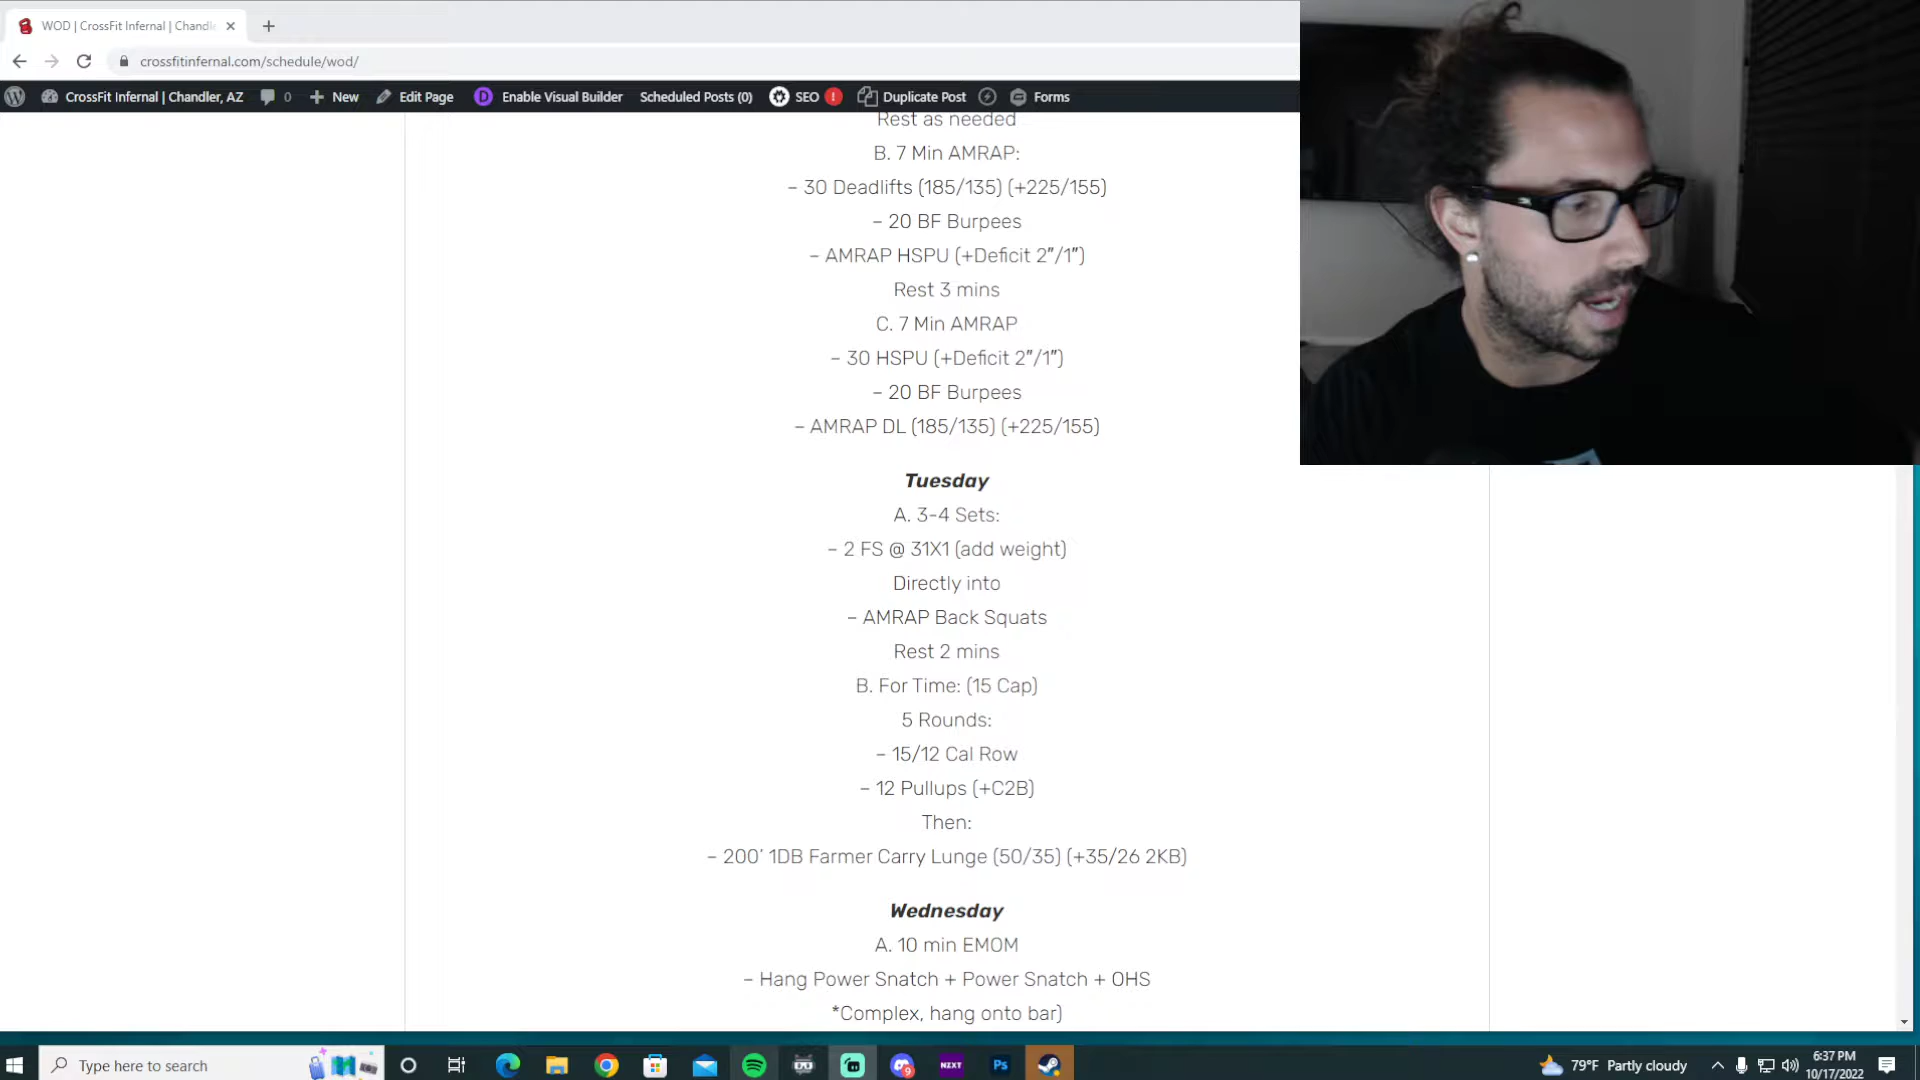 WOD | CrossFit Infernal | Chandle
crossfitinfernal.com/schedule/wod/
CrossFit Infernal | Chandler, AZ 0 New Edit Page D Enable Visual Builder Scheduled Posts (0) SEO ! Duplicate Post Forms
Rest as needed
B. 7 Min AMRAP:
– 30 Deadlifts (185/135) (+225/155)
– 20 BF Burpees
– AMRAP HSPU (+Deficit 2″/1″)
Rest 3 mins
C. 7 Min AMRAP
– 30 HSPU (+Deficit 2″/1″)
– 20 BF Burpees
– AMRAP DL (185/135) (+225/155)
Tuesday
A. 3-4 Sets:
– 2 FS @ 31X1 (add weight)
Directly into
– AMRAP Back Squats
Rest 2 mins
B. For Time: (15 Cap)
5 Rounds:
– 15/12 Cal Row
– 12 Pullups (+C2B)
Then:
– 200′ 1DB Farmer Carry Lunge (50/35) (+35/26 2KB)
Wednesday
A. 10 min EMOM
– Hang Power Snatch + Power Snatch + OHS
*Complex, hang onto bar)
Type here to search
9
NZXT
Ps
79°F Partly cloudy
6:37 PM
10/17/2022